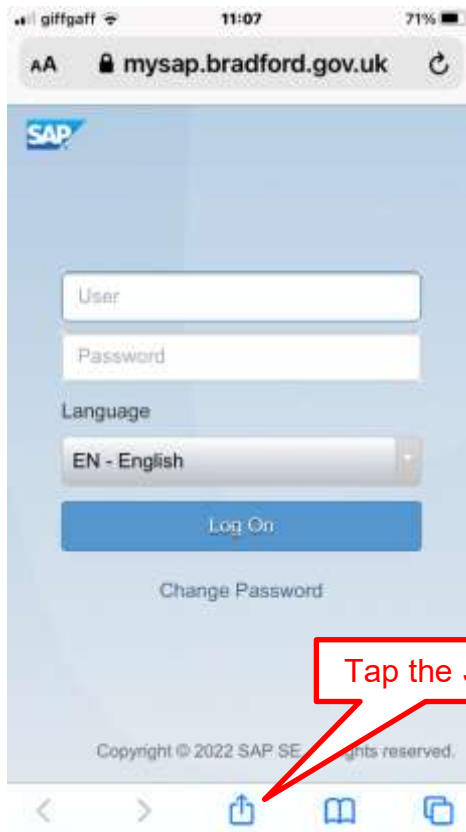 giffgaff 11:07 71%
AA mysap.bradford.gov.uk
SAP
User
Password
Language
EN - English
Log On
Change Password
Tap the
Copyright © 2022 SAP SE reserved.